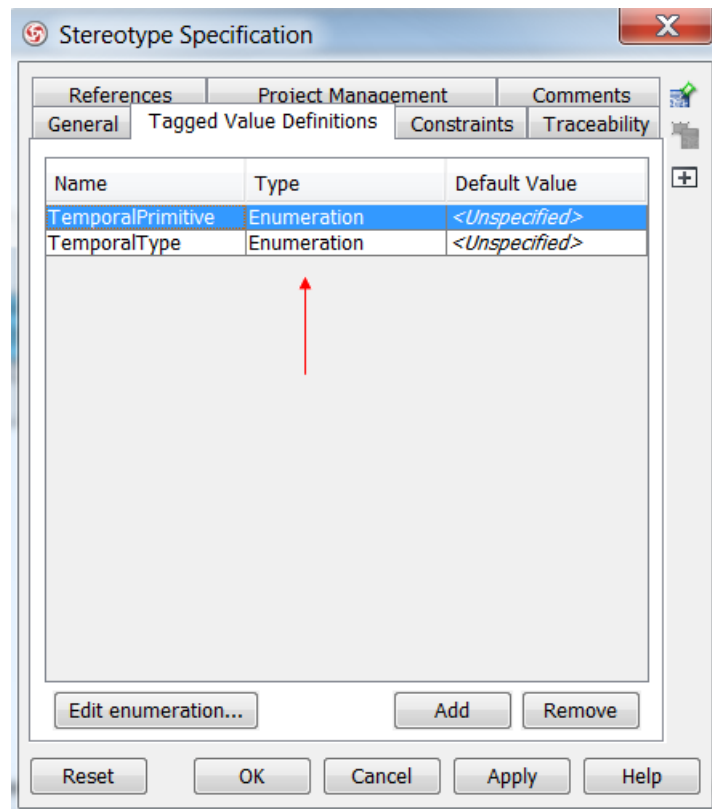 Stereotype Specification
References Project Management Comments
General Tagged Value Definitions Constraints Traceability
Name Type Default Value
TemporalPrimitive Enumeration <Unspecified>
TemporalType Enumeration <Unspecified>
Edit enumeration... Add Remove
Reset OK Cancel Apply Help